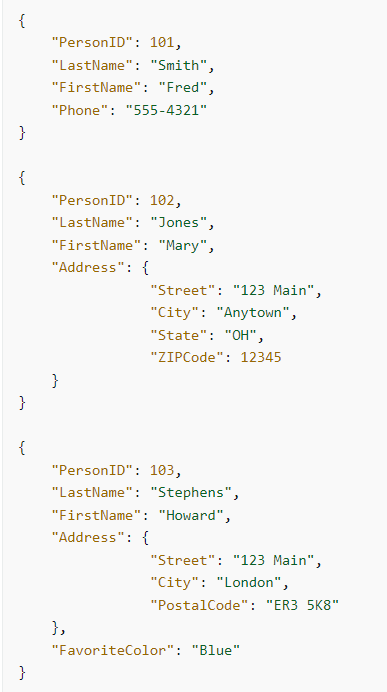 {
"PersonID": 101,
"LastName": "Smith",
"FirstName": "Fred",
"Phone": "555-4321"
}
{
"PersonID": 102,
"LastName": "Jones",
"FirstName": "Mary",
"Address": {
"Street": "123 Main",
"City": "Anytown",
"State": "OH",
"ZIPCode": 12345
}
}
{
"PersonID": 103,
"LastName": "Stephens",
"FirstName": "Howard",
"Address": {
"Street": "123 Main",
"City": "London",
"PostalCode": "ER3 5K8"
},
"FavoriteColor": "Blue"
}